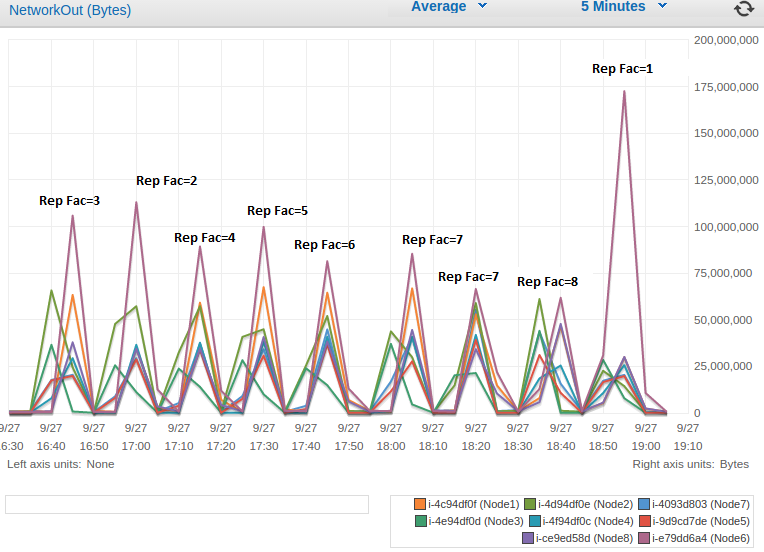 NetworkOut (Bytes)
Average
5 Minutes
200,000,000
175,000,000
150,000,000
125,000,000
100,000,000
75,000,000
50,000,000
25,000,000
0
Rep Fac=3
Rep Fac=2
Rep Fac=4
Rep Fac=5
Rep Fac=6
Rep Fac=7
Rep Fac=7
Rep Fac=8
Rep Fac=1
9/27 9/27 9/27 9/27 9/27 9/27 9/27 9/27 9/27 9/27 9/27 9/27 9/27 9/27 9/27 9/27 9/27
6:30 16:40 16:50 17:00 17:10 17:20 17:30 17:40 17:50 18:00 18:10 18:20 18:30 18:40 18:50 19:00 19:10
Left axis units: None
Right axis units: Bytes
i-4c94df0f (Node1) i-4d94df0e (Node2) i-4093d803 (Node7)
i-4e94df0d (Node3) i-4f94df0c (Node4) i-9d9cd7de (Node5)
i-ce9ed58d (Node8) i-e79dd6a4 (Node6)